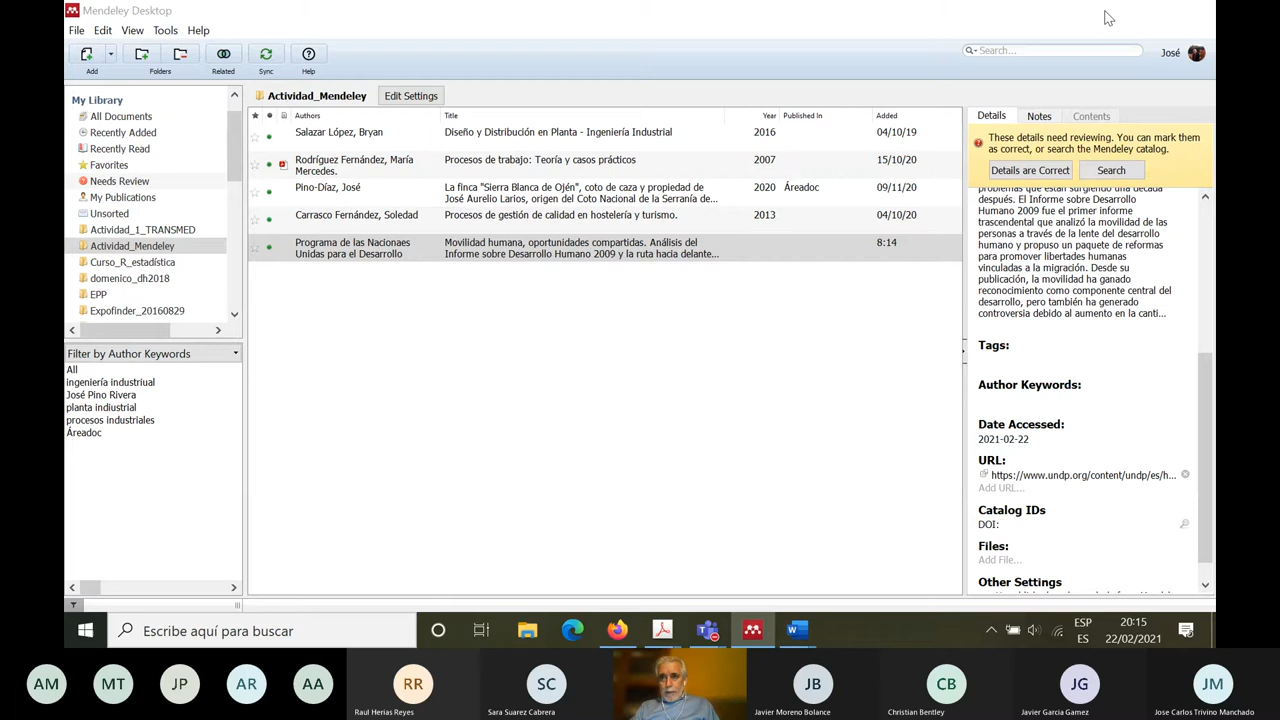 Mendeley Desktop
File Edit View Tools Help
Search...
José
Add Folders Related Sync Help
My Library
All Documents
Recently Added
Recently Read
Favorites
Needs Review
My Publications
Unsorted
Actividad_1_TRANSMED
Actividad_Mendeley
Curso_R_estadística
domenico_dh2018
EPP
Expofinder_20160829
Filter by Author Keywords
All
ingeniería industriual
José Pino Rivera
planta indiustrial
procesos industriales
Áreadoc
Actividad_Mendeley Edit Settings
Authors Title Year Published In Added
Salazar López, Bryan Diseño y Distribución en Planta - Ingeniería Industrial 2016 04/10/19
Rodríguez Fernández, María Procesos de trabajo: Teoría y casos prácticos 2007 15/10/20
Mercedes.
Pino-Díaz, José La finca "Sierra Blanca de Ojén", coto de caza y propiedad de 2020 Áreadoc 09/11/20
José Aurelio Larios, origen del Coto Nacional de la Serranía de...
Carrasco Fernández, Soledad Procesos de gestión de calidad en hostelería y turismo. 2013 04/10/20
Programa de las Nacionaes Movilidad humana, oportunidades compartidas. Análisis del 8:14
Unidas para el Desarrollo Informe sobre Desarrollo Humano 2009 y la ruta hacia delante...
Details Notes Contents
These details need reviewing. You can mark them
as correct, or search the Mendeley catalog.
Details are Correct Search
problemas que están surgiendo una década
después. El Informe sobre Desarrollo
Humano 2009 fue el primer informe
trascendental que analizó la movilidad de las
personas a través de la lente del desarrollo
humano y propuso un paquete de reformas
para promover libertades humanas
vinculadas a la migración. Desde su
publicación, la movilidad ha ganado
reconocimiento como componente central del
desarrollo, pero también ha generado
controversia debido al aumento en la canti...
Tags:
Author Keywords:
Date Accessed:
2021-02-22
URL:
https://www.undp.org/content/undp/es/h...
Add URL...
Catalog IDs
DOI:
Files:
Add File...
Other Settings
Escribe aquí para buscar
ESP
ES
20:15
22/02/2021
AM MT JP AR AA RR SC JB CB JG JM
Raul Herias Reyes Sara Suarez Cabrera Javier Moreno Bolance Christian Bentley Javier Garcia Gamez Jose Carlos Trivino Manchado